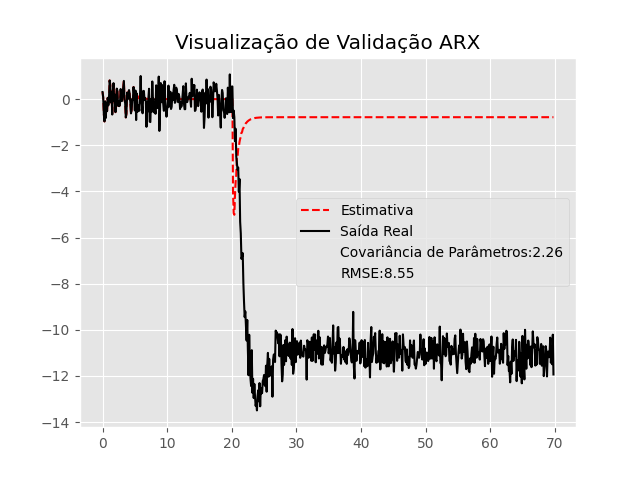 Visualização de Validação ARX
0
−2
−4
−6
−8
−10
−12
−14
Estimativa
Saída Real
Covariância de Parâmetros:2.26
RMSE:8.55
0 10 20 30 40 50 60 70